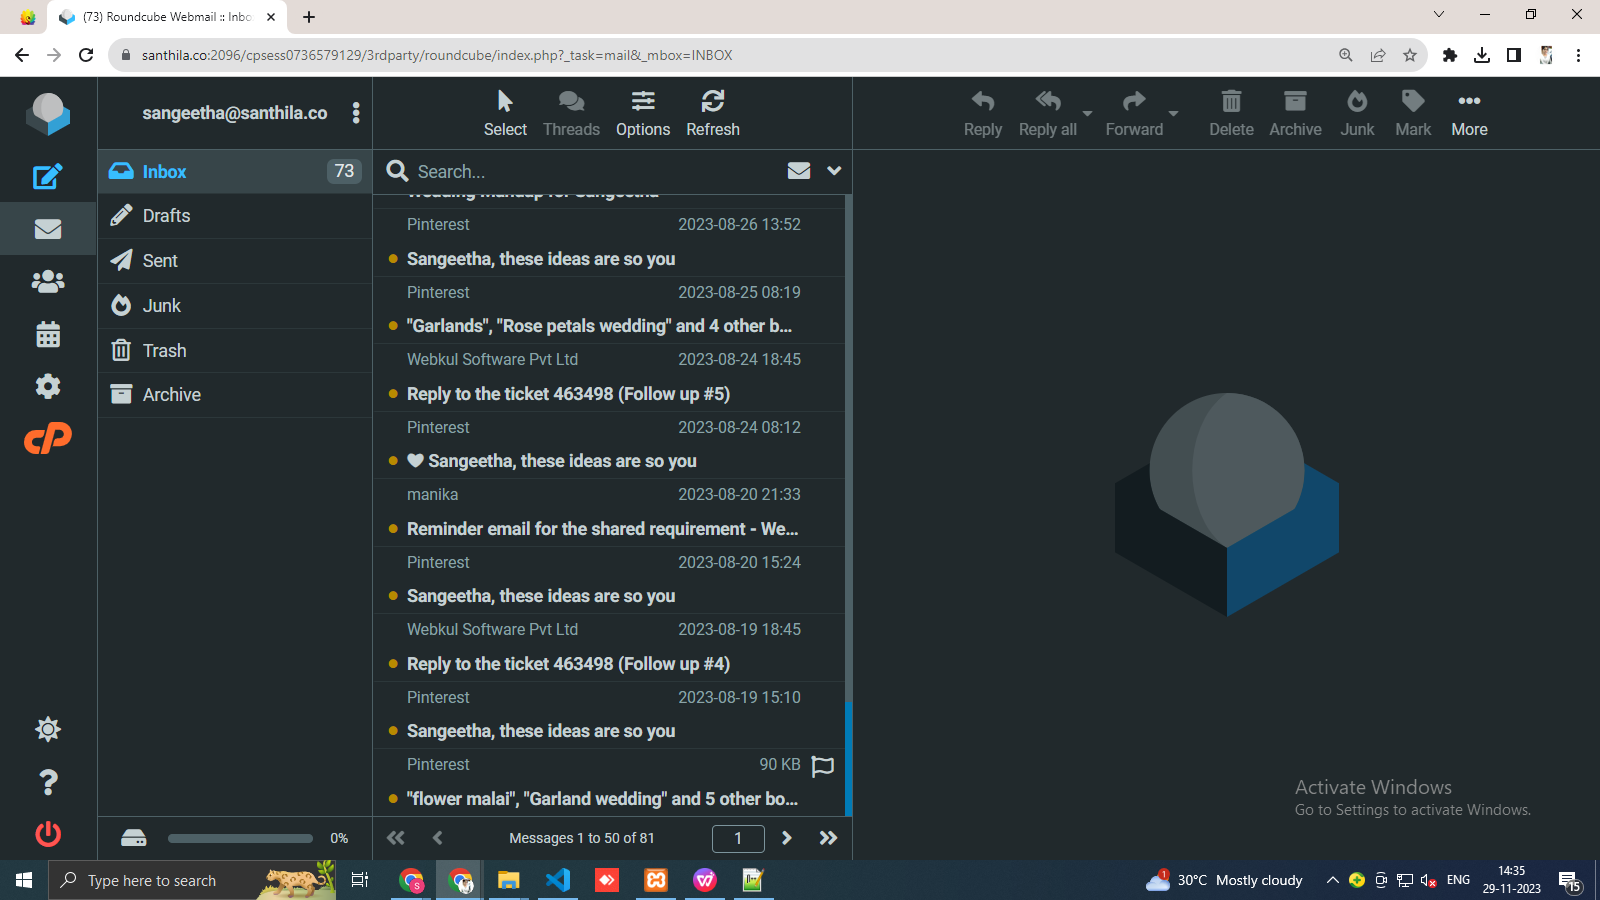 (73) Roundcube Webmail :: Inbo
santhila.co:2096/cpsess0736579129/3rdparty/roundcube/index.php?_task=mail&_mbox=INBOX
sangeetha@santhila.co
Select
Threads
Options
Refresh
Reply
Reply all
Forward
Delete
Archive
Junk
Mark
More
Inbox
73
Drafts
Sent
Junk
Trash
Archive
Search...
Wedding mandap for Sangeetha
Pinterest 2023-08-26 13:52
Sangeetha, these ideas are so you
Pinterest 2023-08-25 08:19
"Garlands", "Rose petals wedding" and 4 other b...
Webkul Software Pvt Ltd 2023-08-24 18:45
Reply to the ticket 463498 (Follow up #5)
Pinterest 2023-08-24 08:12
Sangeetha, these ideas are so you
manika 2023-08-20 21:33
Reminder email for the shared requirement - We...
Pinterest 2023-08-20 15:24
Sangeetha, these ideas are so you
Webkul Software Pvt Ltd 2023-08-19 18:45
Reply to the ticket 463498 (Follow up #4)
Pinterest 2023-08-19 15:10
Sangeetha, these ideas are so you
Pinterest 90 KB
"flower malai", "Garland wedding" and 5 other bo...
Activate Windows
Go to Settings to activate Windows.
0%
Messages 1 to 50 of 81
1
Type here to search
1
30°C Mostly cloudy
ENG
14:35
29-11-2023
15